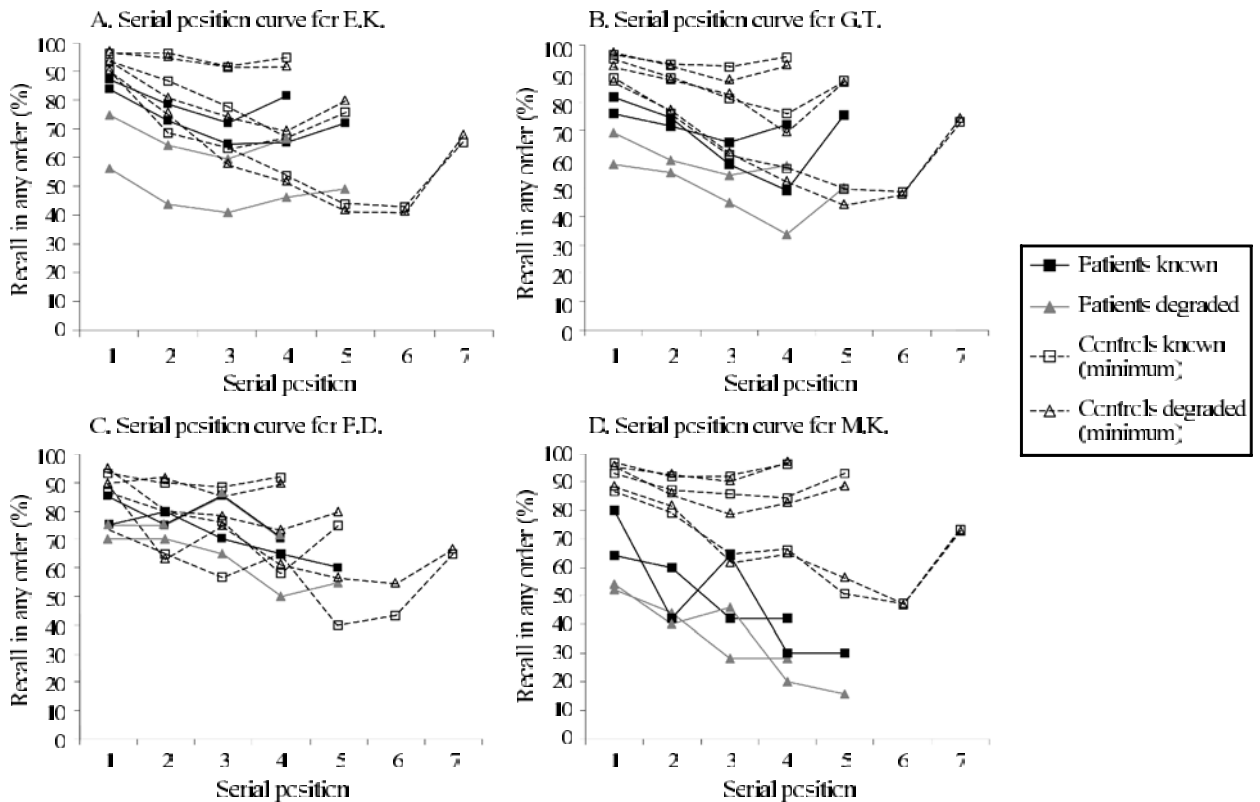 A. Serial position curve for E.K.
Recall in any order (%)
100
90
80
70
60
50
40
30
20
10
0
1 2 3 4 5 6 7
Serial position
B. Serial position curve for G.T.
Recall in any order (%)
100
90
80
70
60
50
40
30
20
10
0
1 2 3 4 5 6 7
Serial position
Patients known
Patients degraded
Controls known
(minimum)
Controls degraded
(minimum)
C. Serial position curve for P.D.
Recall in any order (%)
100
90
80
70
60
50
40
30
20
10
0
1 2 3 4 5 6 7
Serial position
D. Serial position curve for M.K.
Recall in any order (%)
100
90
80
70
60
50
40
30
20
10
0
1 2 3 4 5 6 7
Serial position